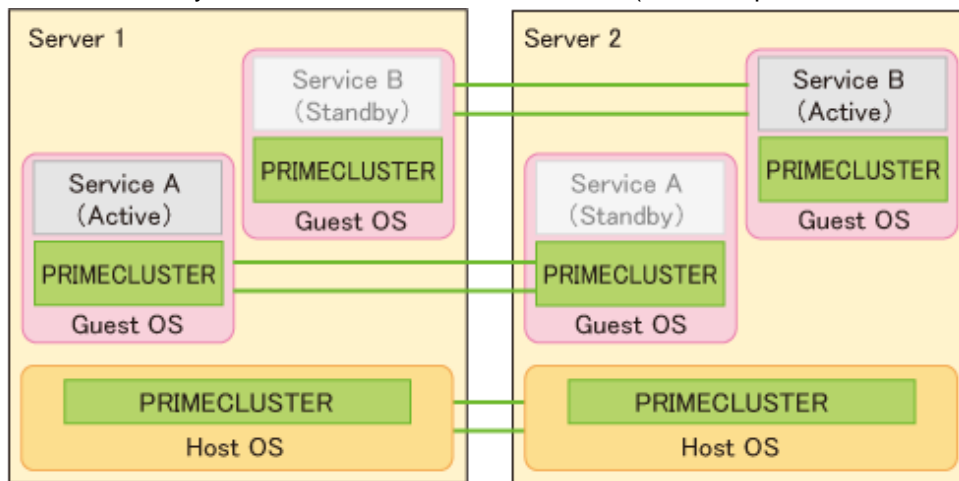 Server 1
Service B
(Standby)
PRIMECLUSTER
Guest OS
Service A
(Active)
PRIMECLUSTER
Guest OS
PRIMECLUSTER
Host OS
Server 2
Service B
(Active)
PRIMECLUSTER
Guest OS
Service A
(Standby)
PRIMECLUSTER
Guest OS
PRIMECLUSTER
Host OS